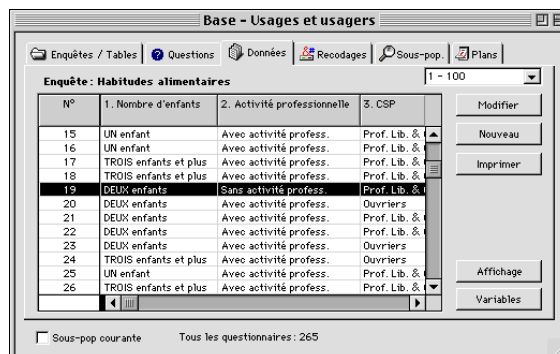 Base - Usages et usagers
Enquêtes / Tables Questions Données Recodages Sous-pop. Plans
Enquête : Habitudes alimentaires 1 - 100
N° 1. Nombre d'enfants 2. Activité professionnelle 3. CSP Modifier
15 UN enfant Avec activité profess. Prof. Lib. & Nouveau
16 UN enfant Avec activité profess. Prof. Lib. &
17 TROIS enfants et plus Avec activité profess. Prof. Lib. & Imprimer
18 TROIS enfants et plus Avec activité profess. Prof. Lib. &
19 DEUX enfants Sans activité profess. Prof. Lib. &
20 DEUX enfants Avec activité profess. Ouvriers
21 DEUX enfants Avec activité profess. Prof. Lib. &
22 DEUX enfants Avec activité profess. Prof. Lib. &
23 DEUX enfants Avec activité profess. Ouvriers
24 TROIS enfants et plus Avec activité profess. Ouvriers
25 UN enfant Avec activité profess. Prof. Lib. & Affichage
26 TROIS enfants et plus Avec activité profess. Prof. Lib. &
Variables
Sous-pop courante Tous les questionnaires : 265